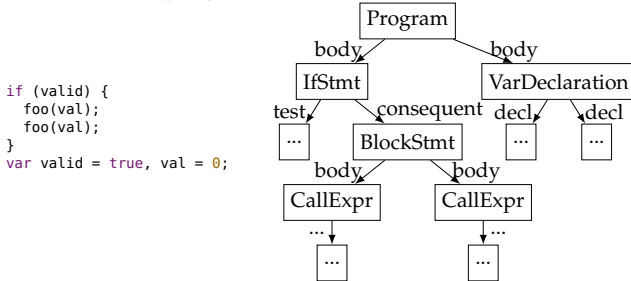 if (valid) {
foo(val);
foo(val);
}
var valid = true, val = 0;
Program
body body
IfStmt VarDeclaration
test consequent decl decl
... BlockStmt ... ...
body body
CallExpr CallExpr
... ...
... ...